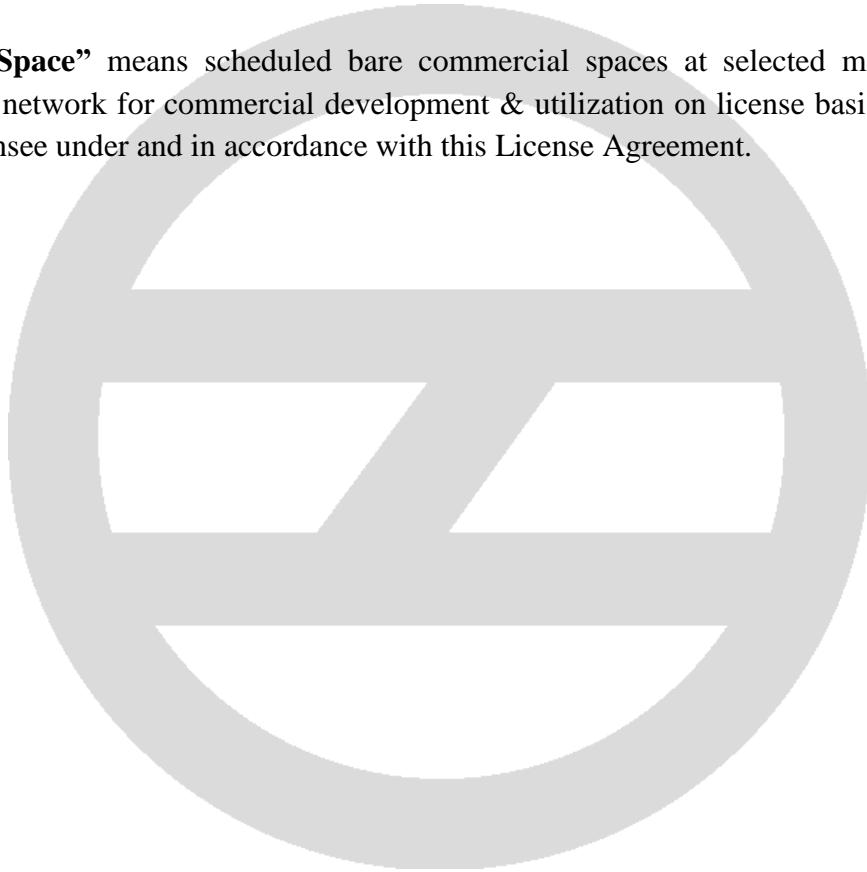 Space” means scheduled bare commercial spaces at selected m
network for commercial development & utilization on license basi
nsee under and in accordance with this License Agreement.